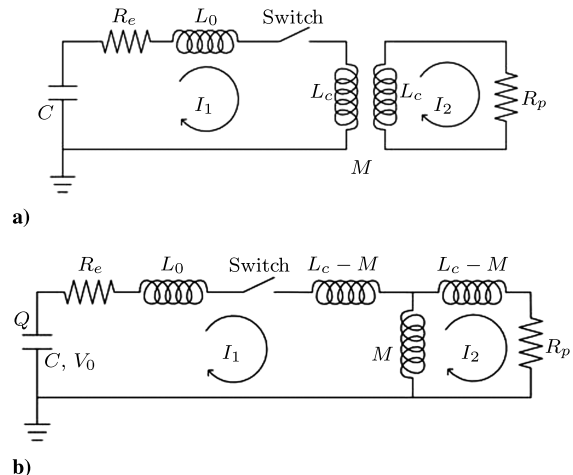 R_e L_0 Switch
C I_1 L_c L_c I_2 R_p
M
a)
R_e L_0 Switch L_c − M L_c − M
Q
C, V_0 I_1 M I_2 R_p
b)